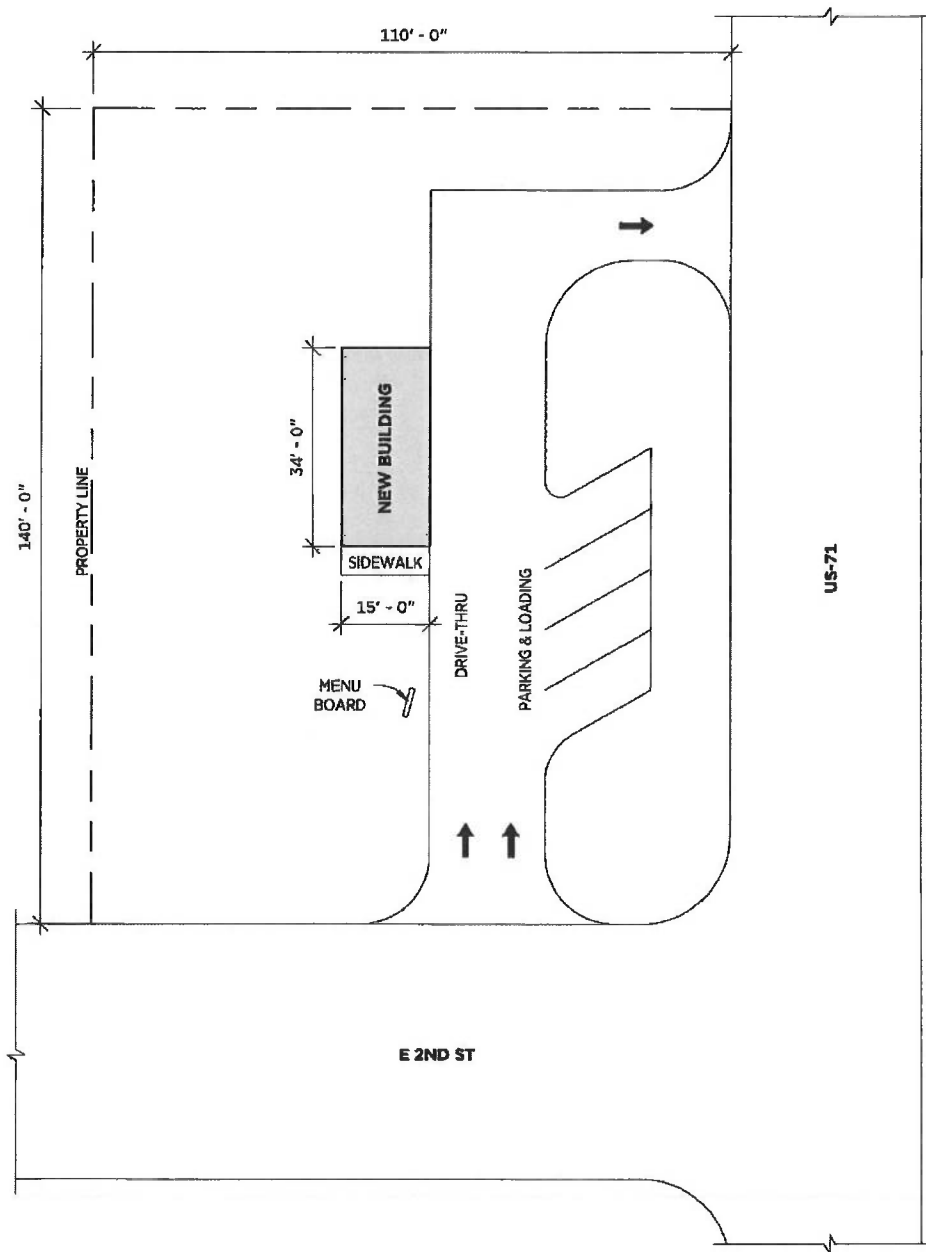 110' - 0"
140' - 0"
PROPERTY LINE
34' - 0"
NEW BUILDING
SIDEWALK
15' - 0"
DRIVE-THRU
PARKING & LOADING
MENU
BOARD
US-71
E 2ND ST